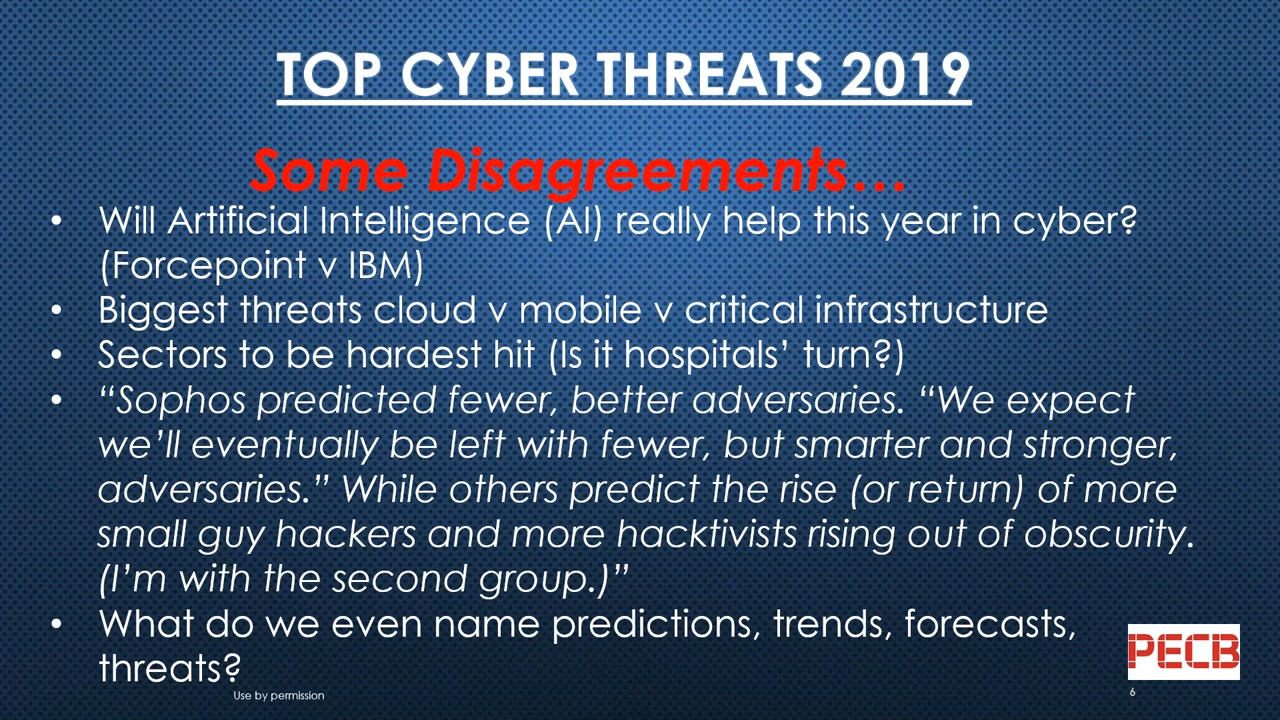 TOP CYBER THREATS 2019
Some Disagreements…
• Will Artificial Intelligence (AI) really help this year in cyber?
(Forcepoint v IBM)
• Biggest threats cloud v mobile v critical infrastructure
• Sectors to be hardest hit (Is it hospitals’ turn?)
• “Sophos predicted fewer, better adversaries. “We expect
we’ll eventually be left with fewer, but smarter and stronger,
adversaries.” While others predict the rise (or return) of more
small guy hackers and more hacktivists rising out of obscurity.
(I’m with the second group.)”
• What do we even name predictions, trends, forecasts,
threats?
PECB
Use by permission
6